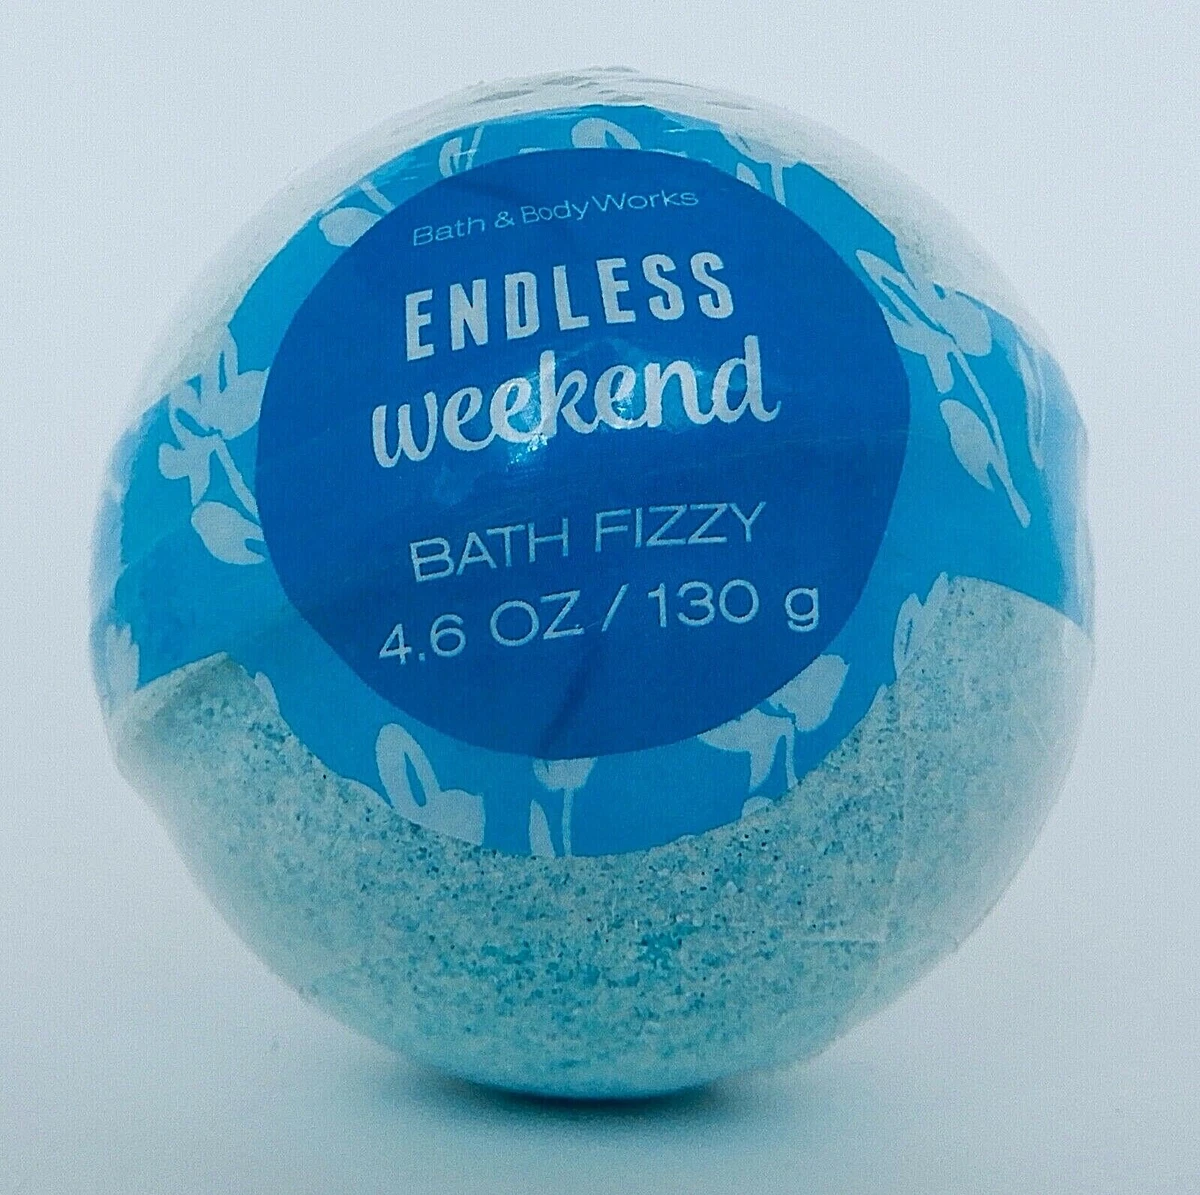 Bath & Body Works
ENDLESS
weekend
BATH FIZZY
4.6 OZ / 130 g